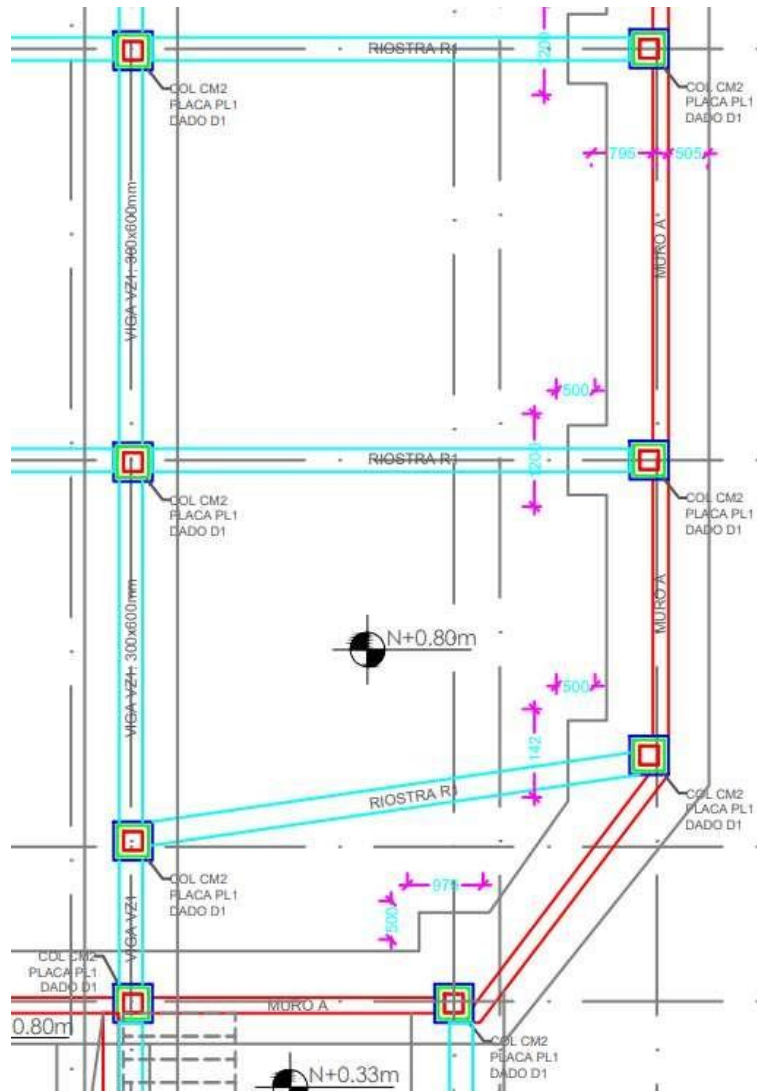 RIOSTRA R1
1200
COL CM2
PLACA PL1
DADO D1
COL CM2
PLACA PL1
DADO D1
795
505
VIGA VZ1: 300x600mm
MURO A
500
1200
RIOSTRA R1
COL CM2
PLACA PL1
DADO D1
COL CM2
PLACA PL1
DADO D1
VIGA VZ1: 300x600mm
MURO A
N+0.80m
500
142
RIOSTRA R1
COL CM2
PLACA PL1
DADO D1
COL CM2
PLACA PL1
DADO D1
975
500
VIGA VZ1
COL CM2
PLACA PL1
DADO D1
MURO A
0.80m
COL CM2
PLACA PL1
DADO D1
N+0.33m